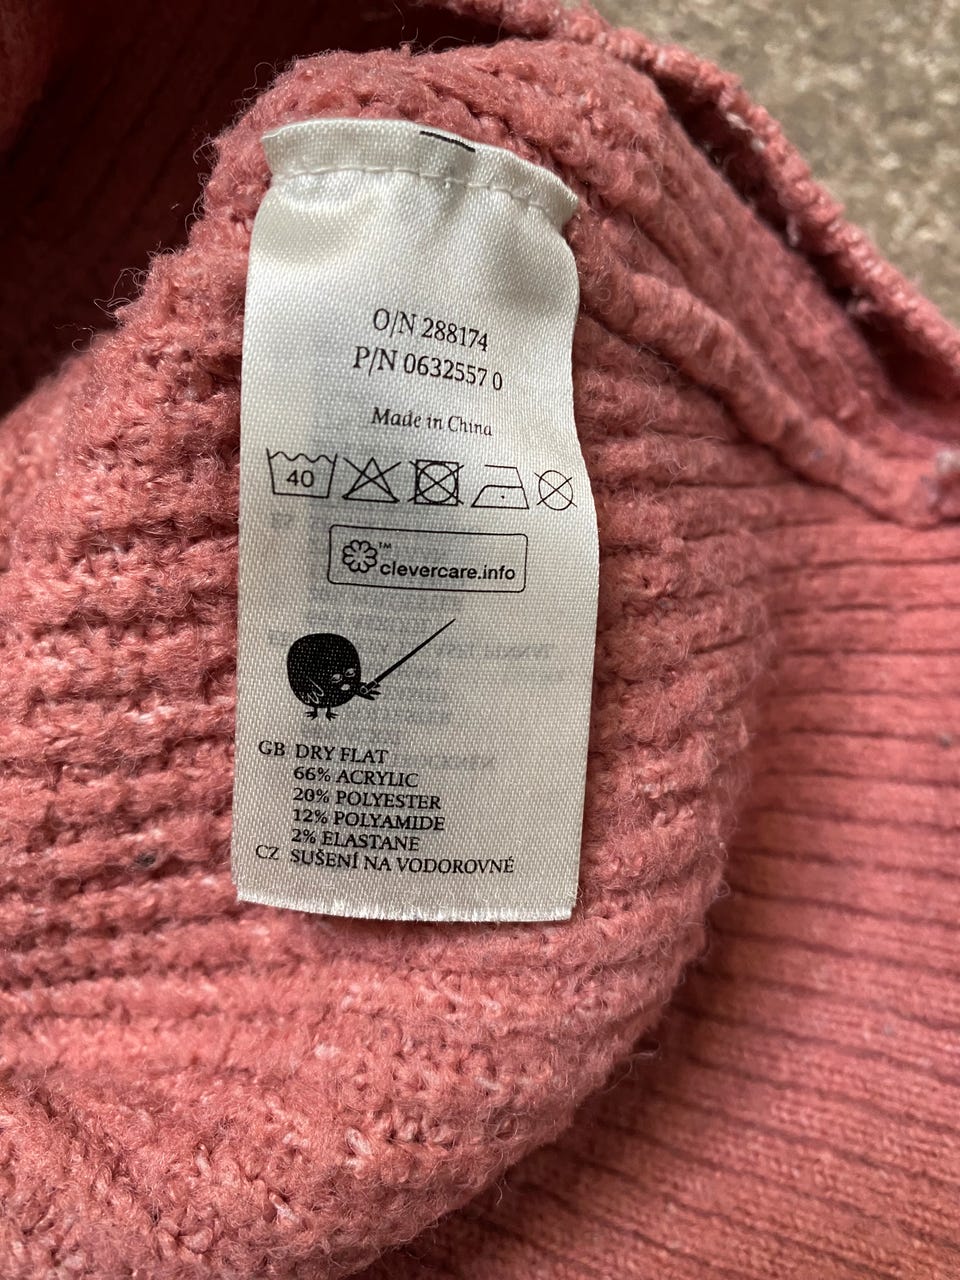 O/N 288174
P/N 0632557 0
Made in China
40
™
clevercare.info
GB DRY FLAT
66% ACRYLIC
20% POLYESTER
12% POLYAMIDE
2% ELASTANE
CZ SUŠENÍ NA VODOROVNÉ